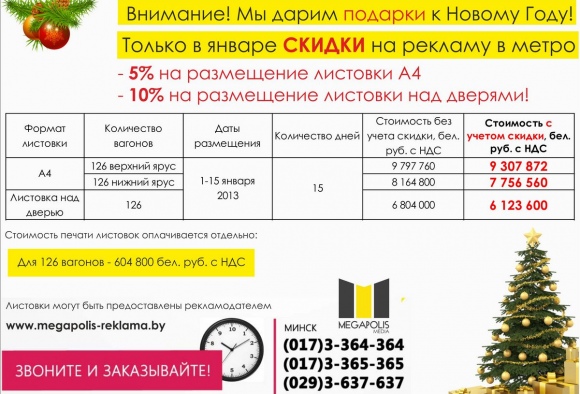 Внимание! Мы дарим подарки к Новому Году!
Только в январе СКИДКИ на рекламу в метро
- 5% на размещение листовки А4
- 10% на размещение листовки над дверями!
Формат листовки Количество вагонов Даты размещения Количество дней Стоимость без учета скидки, бел. руб. с НДС Стоимость с учетом скидки, бел. руб. с НДС
А4 126 верхний ярус 1-15 января 2013 15 9 797 760 9 307 872
126 нижний ярус 8 164 800 7 756 560
Листовка над дверью 126 6 804 000 6 123 600
Стоимость печати листовок оплачивается отдельно:
Для 126 вагонов - 604 800 бел. руб. с НДС
Листовки могут быть предоставлены рекламодателем
www.megapolis-reklama.by
ЗВОНИТЕ И ЗАКАЗЫВАЙТЕ!
MEGAPOLIS
MEDIA
МИНСК
(017)3-364-364
(017)3-365-365
(029)3-637-637